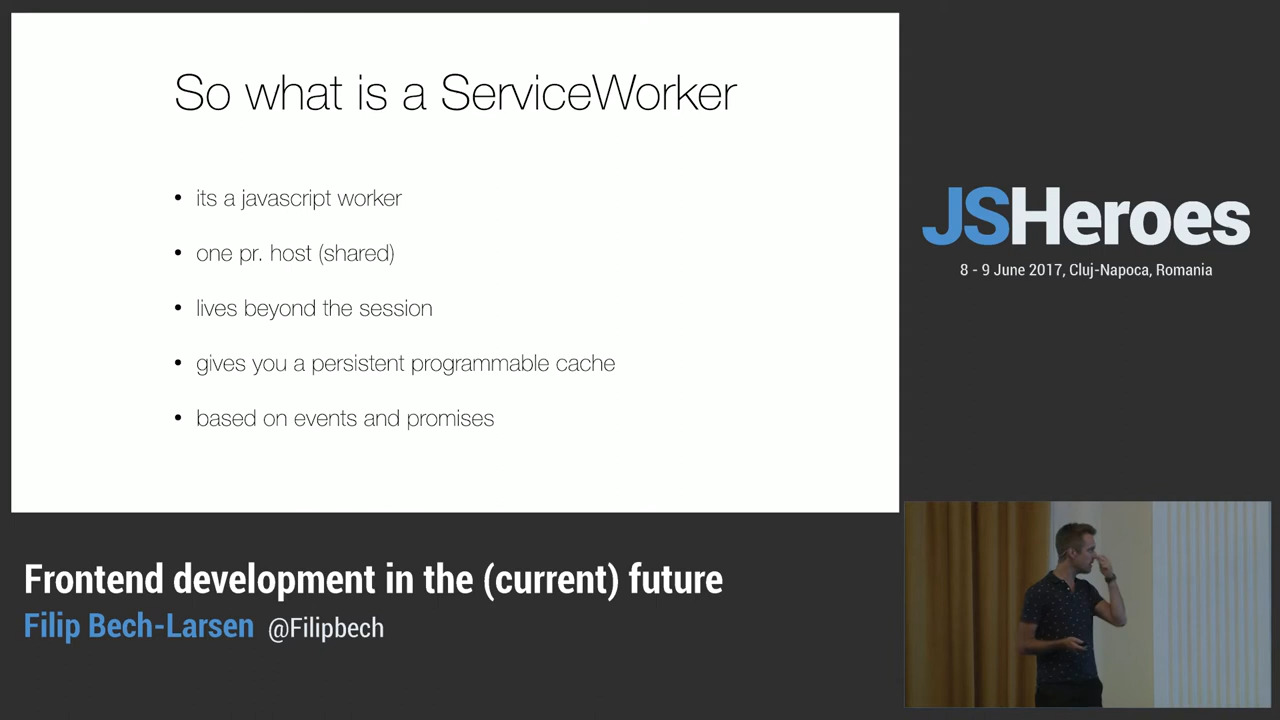 So what is a ServiceWorker
• its a javascript worker
• one pr. host (shared)
• lives beyond the session
• gives you a persistent programmable cache
• based on events and promises
JSHeroes
8 - 9 June 2017, Cluj-Napoca, Romania
Frontend development in the (current) future
Filip Bech-Larsen @Filipbech